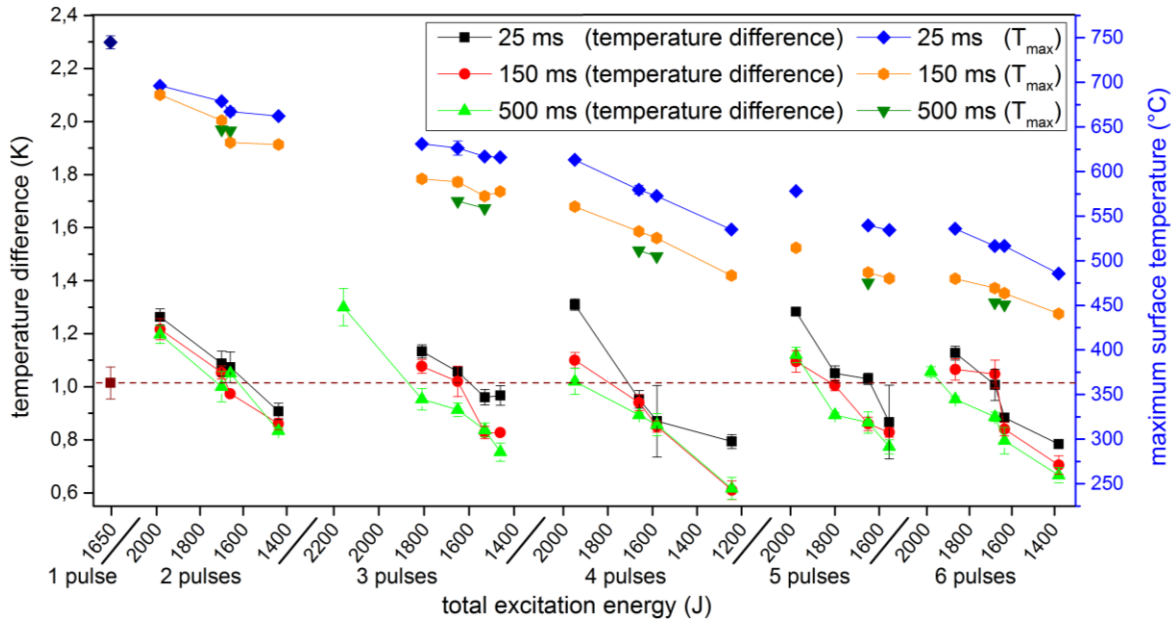 2,4
2,2
2,0
1,8
1,6
1,4
1,2
1,0
0,8
0,6
temperature difference (K)
25 ms (temperature difference)
150 ms (temperature difference)
500 ms (temperature difference)
25 ms (T_max)
150 ms (T_max)
500 ms (T_max)
750
700
650
600
550
500
450
400
350
300
250
maximum surface temperature (°C)
1650 2000 1800 1600 1400 2200 2000 1800 1600 1400 2000 1800 1600 1400 1200 2000 1800 1600 2000 1800 1600 1400
1 pulse 2 pulses 3 pulses 4 pulses 5 pulses 6 pulses
total excitation energy (J)